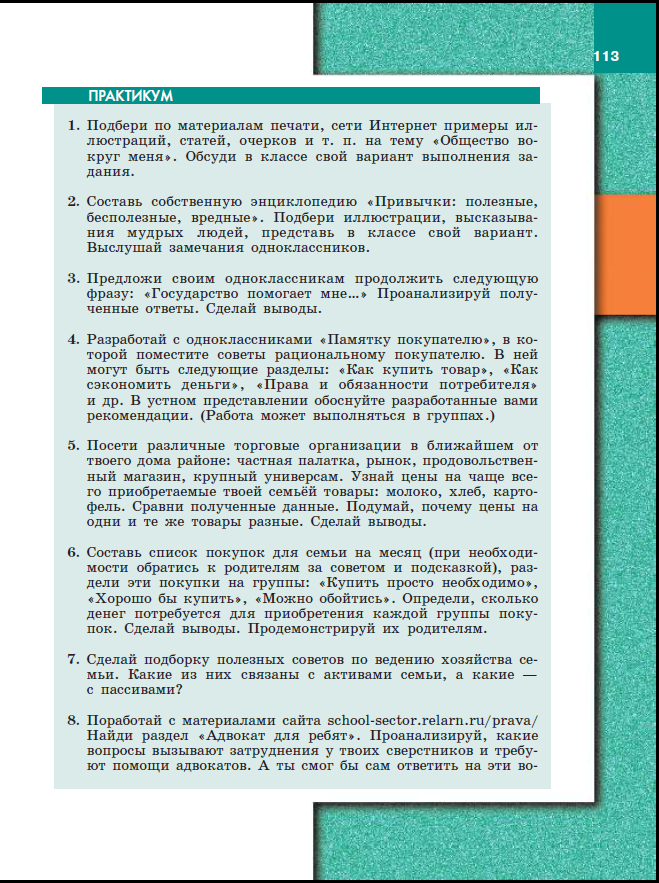 113
ПРАКТИКУМ
1. Подбери по материалам печати, сети Интернет примеры ил-
люстраций, статей, очерков и т. п. на тему «Общество во-
круг меня». Обсуди в классе свой вариант выполнения за-
дания.
2. Составь собственную энциклопедию «Привычки: полезные,
бесполезные, вредные». Подбери иллюстрации, высказыва-
ния мудрых людей, представь в классе свой вариант.
Выслушай замечания одноклассников.
3. Предложи своим одноклассникам продолжить следующую
фразу: «Государство помогает мне...» Проанализируй полу-
ченные ответы. Сделай выводы.
4. Разработай с одноклассниками «Памятку покупателю», в ко-
торой поместите советы рациональному покупателю. В ней
могут быть следующие разделы: «Как купить товар», «Как
сэкономить деньги», «Права и обязанности потребителя»
и др. В устном представлении обоснуйте разработанные вами
рекомендации. (Работа может выполняться в группах.)
5. Посети различные торговые организации в ближайшем от
твоего дома районе: частная палатка, рынок, продовольствен-
ный магазин, крупный универсам. Узнай цены на чаще все-
го приобретаемые твоей семьёй товары: молоко, хлеб, карто-
фель. Сравни полученные данные. Подумай, почему цены на
одни и те же товары разные. Сделай выводы.
6. Составь список покупок для семьи на месяц (при необходи-
мости обратись к родителям за советом и подсказкой), раз-
дели эти покупки на группы: «Купить просто необходимо»,
«Хорошо бы купить», «Можно обойтись». Определи, сколько
денег потребуется для приобретения каждой группы поку-
пок. Сделай выводы. Продемонстрируй их родителям.
7. Сделай подборку полезных советов по ведению хозяйства се-
мьи. Какие из них связаны с активами семьи, а какие —
с пассивами?
8. Поработай с материалами сайта school-sector.relarn.ru/prava/
Найди раздел «Адвокат для ребят». Проанализируй, какие
вопросы вызывают затруднения у твоих сверстников и требу-
ют помощи адвокатов. А ты смог бы сам ответить на эти во-